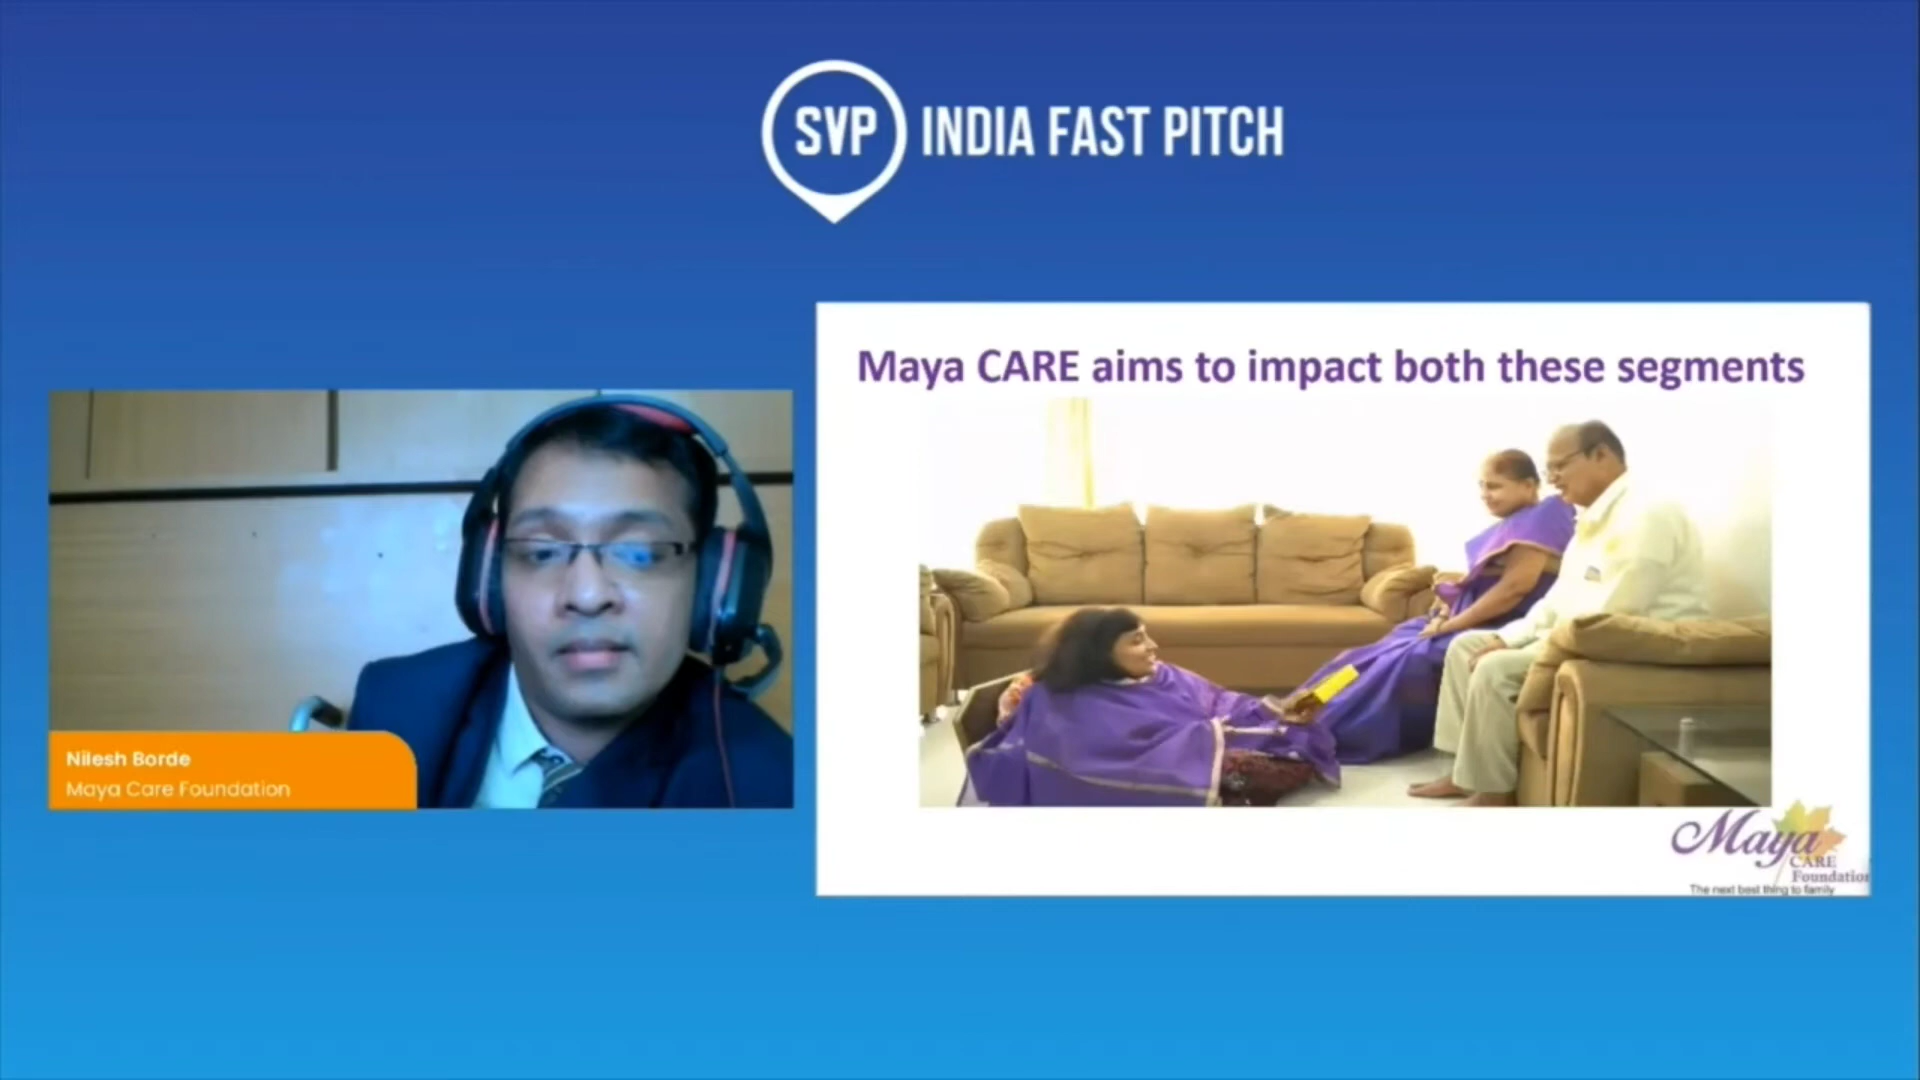 SVP INDIA FAST PITCH
Maya CARE aims to impact both these segments
Nilesh Borde
Maya Care Foundation
Maya
CARE
Foundation
The next best thing to family